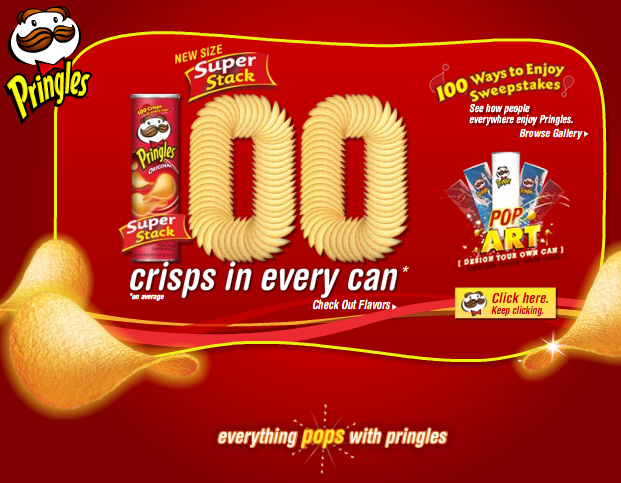 Pringles
NEW SIZE
Super
Stack
100 Crisps
Pringles
ORIGINAL
Super
Stack
100
crisps in every can*
*on average
Check Out Flavors
100 Ways to Enjoy
Sweepstakes
See how people
everywhere enjoy Pringles.
Browse Gallery
POP
ART
[ DESIGN YOUR OWN CAN ]
Click here.
Keep clicking.
everything pops with pringles